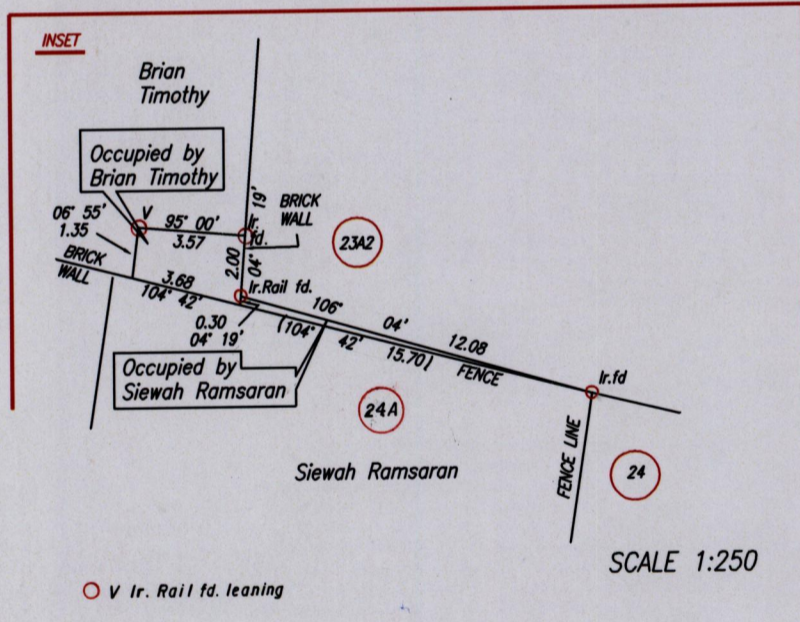 INSET
Brian
Timothy
Occupied by
Brian Timothy
V
06° 55'
1.35
95° 00'
3.57
Ir.
fd.
04° 19'
2.00
BRICK
WALL
23A2
BRICK
WALL
3.68
104° 42'
Ir.Rail fd.
0.30
04° 19'
106° 04'
12.08
(104° 42' 15.70)
FENCE
Ir.fd
Occupied by
Siewah Ramsaran
24A
Siewah Ramsaran
FENCE LINE
24
SCALE 1:250
V Ir. Rail fd. leaning